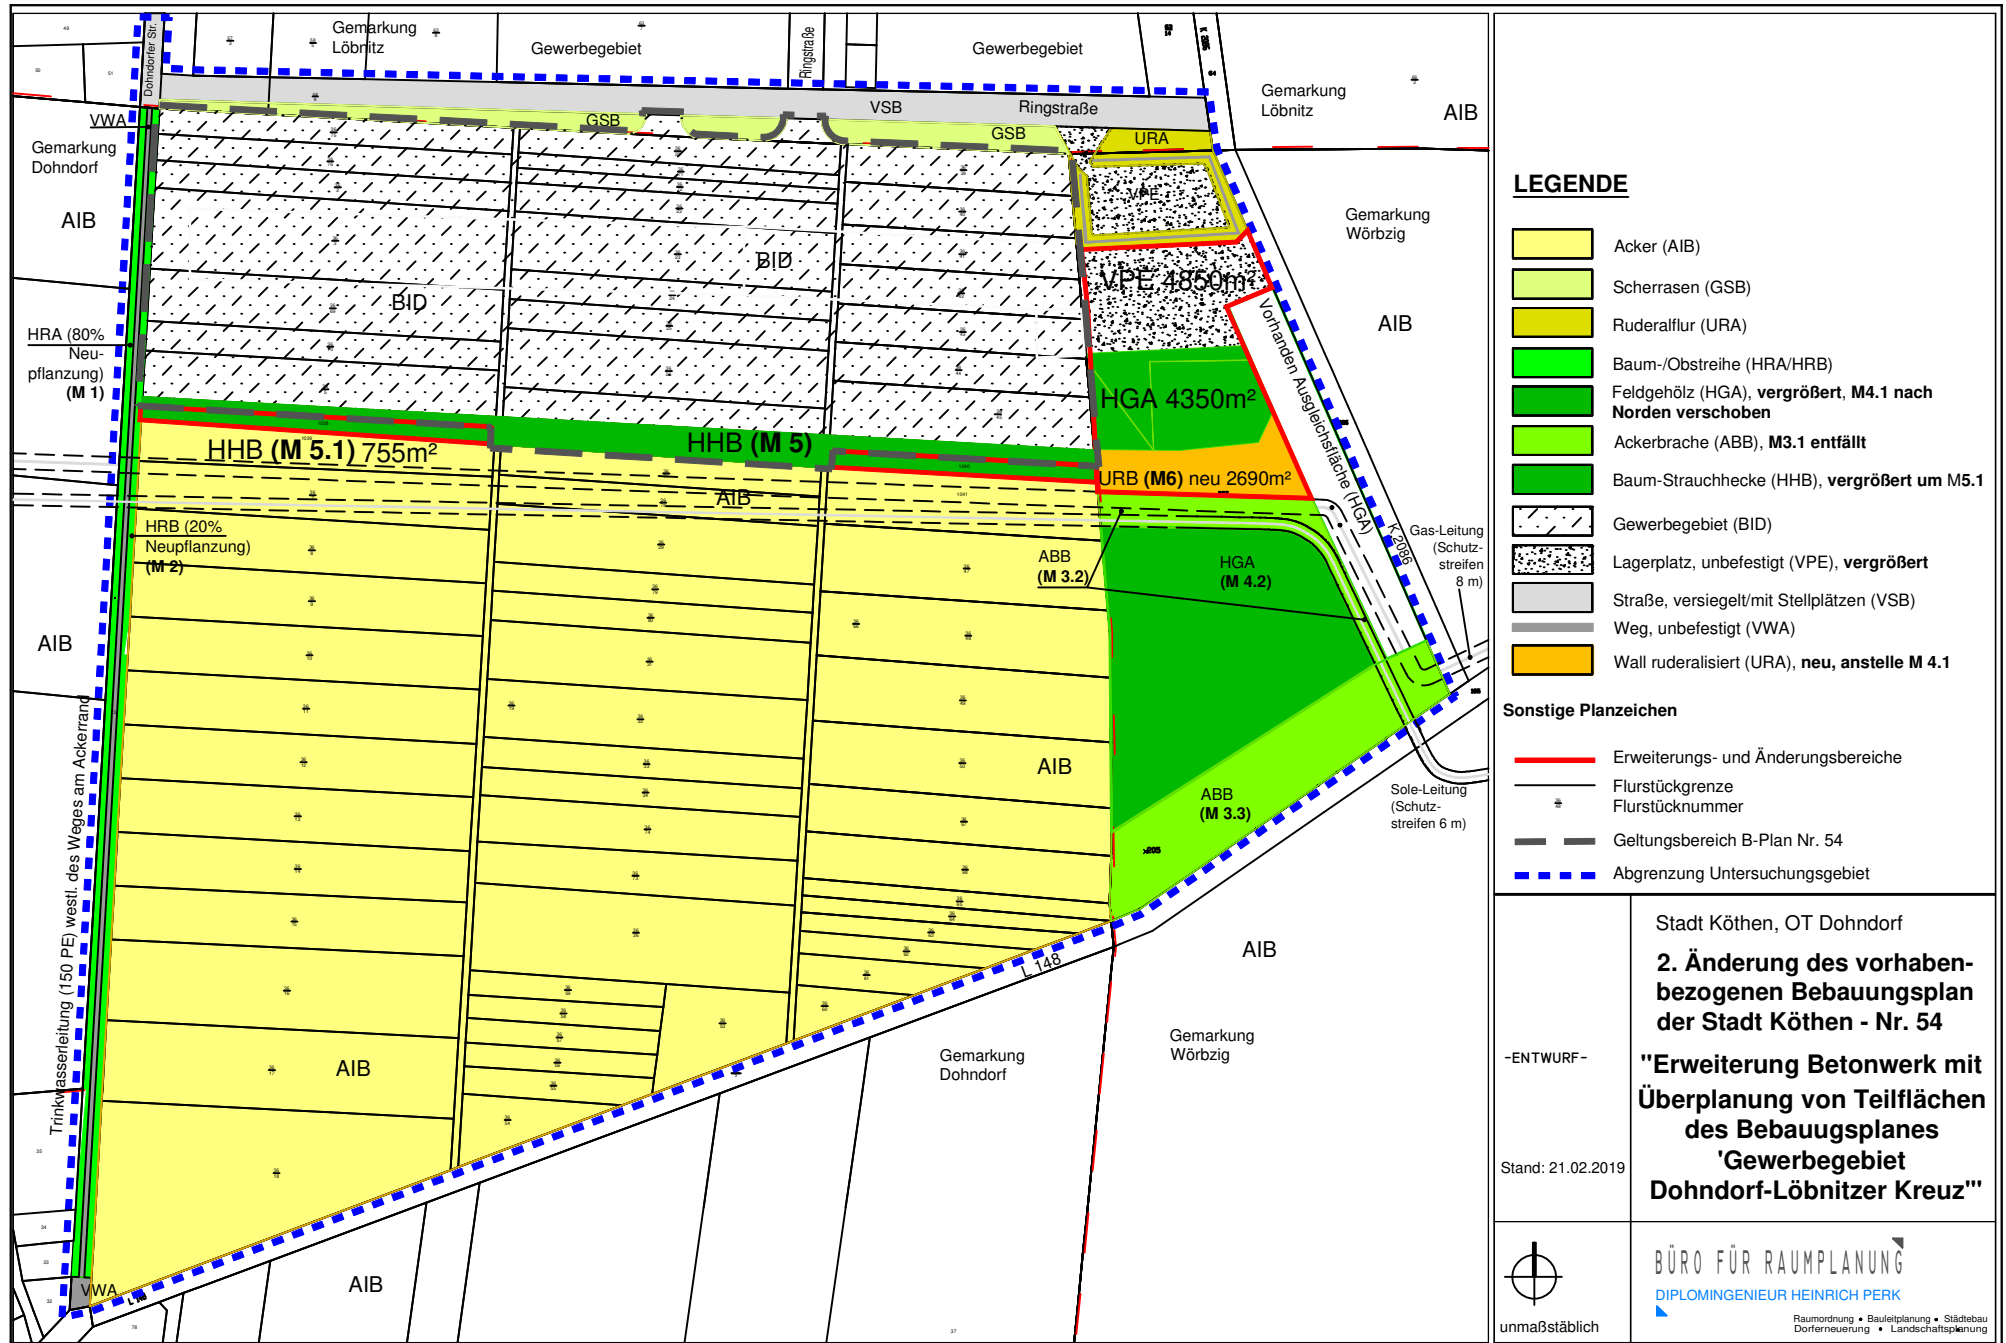 Gemarkung
Löbnitz
Gewerbegebiet
Ringstraße
Gewerbegebiet
K 2086
Dohndorfer Str.
Gemarkung
Löbnitz
AIB
VWA
GSB
VSB
Ringstraße
GSB
URA
Gemarkung
Dohndorf
AIB
VPE
Gemarkung
Wörbzig
BID
BID
VPE 4850m²
AIB
HRA (80%
Neu-
pflanzung)
(M 1)
Vorhanden Ausgleichsfläche (HGA)
HGA 4350m²
HHB (M 5.1) 755m²
HHB (M 5)
URB (M6) neu 2690m²
AIB
HRB (20%
Neupflanzung)
(M 2)
ABB
(M 3.2)
HGA
(M 4.2)
K 2086
Gas-Leitung
(Schutz-
streifen
8 m)
AIB
Trinkwasserleitung (150 PE) westl. des Weges am Ackerrand
AIB
ABB
(M 3.3)
Sole-Leitung
(Schutz-
streifen 6 m)
L 148
AIB
AIB
Gemarkung
Dohndorf
Gemarkung
Wörbzig
VWA
AIB
LEGENDE
Acker (AIB)
Scherrasen (GSB)
Ruderalflur (URA)
Baum-/Obstreihe (HRA/HRB)
Feldgehölz (HGA), vergrößert, M4.1 nach
Norden verschoben
Ackerbrache (ABB), M3.1 entfällt
Baum-Strauchhecke (HHB), vergrößert um M5.1
Gewerbegebiet (BID)
Lagerplatz, unbefestigt (VPE), vergrößert
Straße, versiegelt/mit Stellplätzen (VSB)
Weg, unbefestigt (VWA)
Wall ruderalisiert (URA), neu, anstelle M 4.1
Sonstige Planzeichen
Erweiterungs- und Änderungsbereiche
Flurstückgrenze
Flurstücknummer
Geltungsbereich B-Plan Nr. 54
Abgrenzung Untersuchungsgebiet
Stadt Köthen, OT Dohndorf
2. Änderung des vorhaben-
bezogenen Bebauungsplan
der Stadt Köthen - Nr. 54
"Erweiterung Betonwerk mit
Überplanung von Teilflächen
des Bebauugsplanes
'Gewerbegebiet
Dohndorf-Löbnitzer Kreuz'"
-ENTWURF-
Stand: 21.02.2019
unmaßstäblich
BÜRO FÜR RAUMPLANUNG
DIPLOMINGENIEUR HEINRICH PERK
Raumordnung • Bauleitplanung • Städtebau
Dorferneuerung • Landschaftsplanung